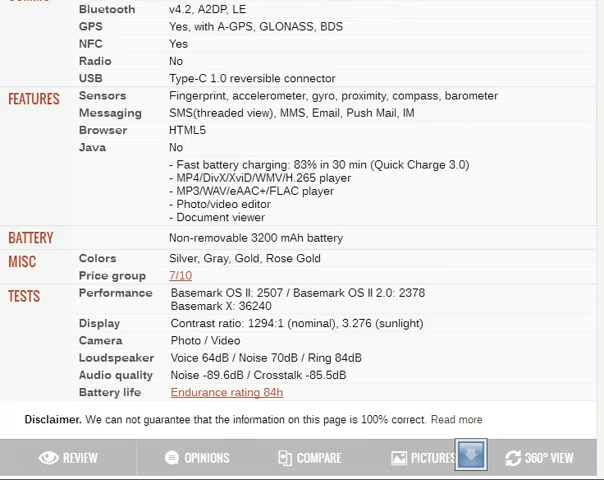 Bluetooth v4.2, A2DP, LE
GPS Yes, with A-GPS, GLONASS, BDS
NFC Yes
Radio No
USB Type-C 1.0 reversible connector
FEATURES Sensors Fingerprint, accelerometer, gyro, proximity, compass, barometer
Messaging SMS(threaded view), MMS, Email, Push Mail, IM
Browser HTML5
Java No
- Fast battery charging: 83% in 30 min (Quick Charge 3.0)
- MP4/DivX/XviD/WMV/H.265 player
- MP3/WAV/eAAC+/FLAC player
- Photo/video editor
- Document viewer
BATTERY Non-removable 3200 mAh battery
MISC Colors Silver, Gray, Gold, Rose Gold
Price group 7/10
TESTS Performance Basemark OS II: 2507 / Basemark OS II 2.0: 2378
Basemark X: 36240
Display Contrast ratio: 1294:1 (nominal), 3.276 (sunlight)
Camera Photo / Video
Loudspeaker Voice 64dB / Noise 70dB / Ring 84dB
Audio quality Noise -89.6dB / Crosstalk -85.5dB
Battery life Endurance rating 84h
Disclaimer. We can not guarantee that the information on this page is 100% correct. Read more
REVIEW OPINIONS COMPARE PICTURES 360° VIEW